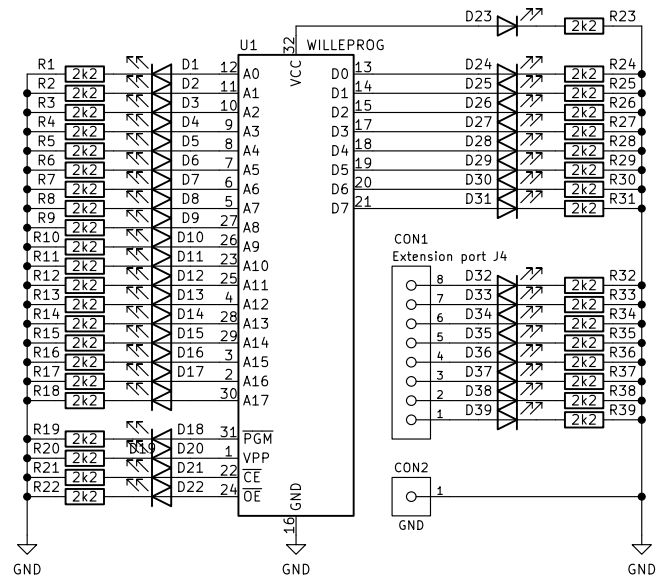 D23 R23
2k2
U1 32 WILLEPROG
VCC
R1 2k2 D1 12 A0 D0 13 D24 2k2 R24
R2 2k2 D2 11 A1 D1 14 D25 2k2 R25
R3 2k2 D3 10 A2 D2 15 D26 2k2 R26
R4 2k2 D4 9 A3 D3 17 D27 2k2 R27
R5 2k2 D5 8 A4 D4 18 D28 2k2 R28
R6 2k2 D6 7 A5 D5 19 D29 2k2 R29
R7 2k2 D7 6 A6 D6 20 D30 2k2 R30
R8 2k2 D8 5 A7 D7 21 D31 2k2 R31
R9 2k2 D9 27 A8
R10 2k2 D10 26 A9
R11 2k2 D11 23 A10
R12 2k2 D12 25 A11
R13 2k2 D13 4 A12
R14 2k2 D14 28 A13
R15 2k2 D15 29 A14
R16 2k2 D16 3 A15
R17 2k2 D17 2 A16
R18 2k2 30 A17
R19 2k2 D18 31 PGM
R20 2k2 D19 D20 1 VPP
R21 2k2 D21 22 CE
R22 2k2 D22 24 OE
GND
16
CON1
Extension port J4
8 D32 2k2 R32
7 D33 2k2 R33
6 D34 2k2 R34
5 D35 2k2 R35
4 D36 2k2 R36
3 D37 2k2 R37
2 D38 2k2 R38
1 D39 2k2 R39
CON2
1
GND
GND
GND
GND